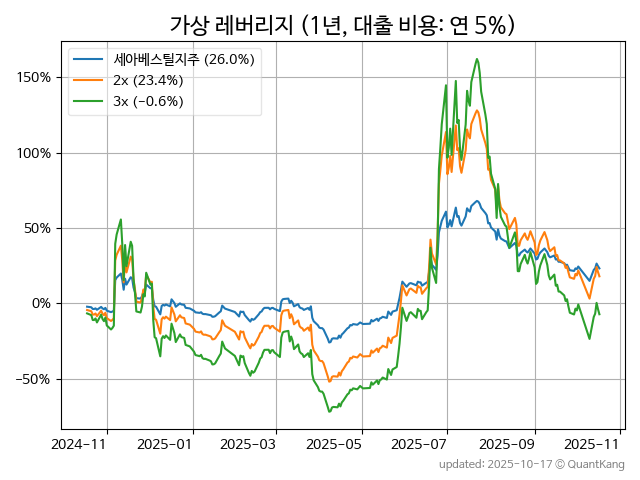 가상 레버리지 (1년, 대출 비용: 연 5%)
세아베스틸지주 (26.0%)
2x (23.4%)
3x (−0.6%)
150%
100%
50%
0%
−50%
2024-11
2025-01
2025-03
2025-05
2025-07
2025-09
2025-11
updated: 2025-10-17 © QuantKang